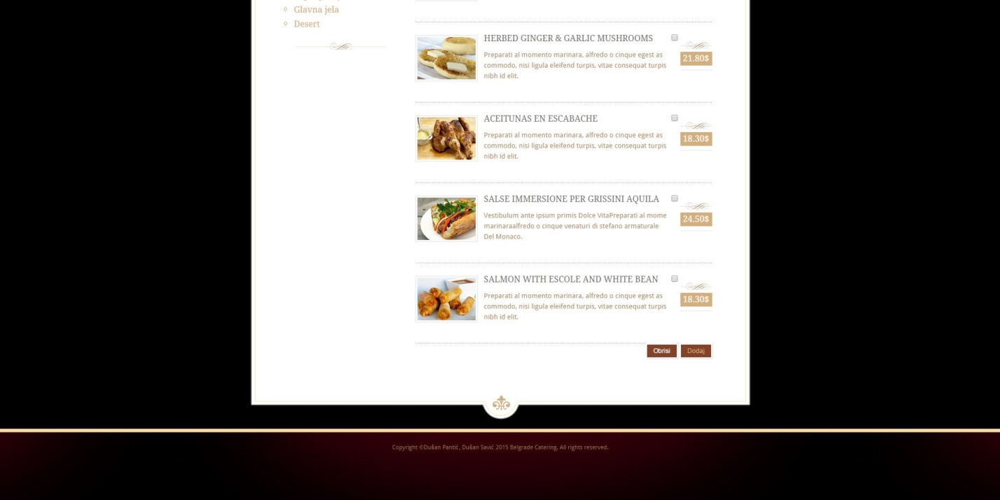 Glavna jela
Desert
HERBED GINGER & GARLIC MUSHROOMS
21.80$
Preparati al momento marinara, alfredo o cinque egest as
commodo, nisi ligula eleifend turpis, vitae consequat turpis
nibh id elit.
ACEITUNAS EN ESCABACHE
18.30$
Preparati al momento marinara, alfredo o cinque egest as
commodo, nisi ligula eleifend turpis, vitae consequat turpis
nibh id elit.
SALSE IMMERSIONE PER GRISSINI AQUILA
24.50$
Vestibulum ante ipsum primis Dolce VitaPreparati al mome
marinaraalfredo o cinque venaturi di stefano armaturale
Del Monaco.
SALMON WITH ESCOLE AND WHITE BEAN
18.30$
Preparati al momento marinara, alfredo o cinque egest as
commodo, nisi ligula eleifend turpis, vitae consequat turpis
nibh id elit.
Obrisi Dodaj
Copyright ©Dušan Pantić, Dušan Savić 2015 Belgrade Catering. All rights reserved.